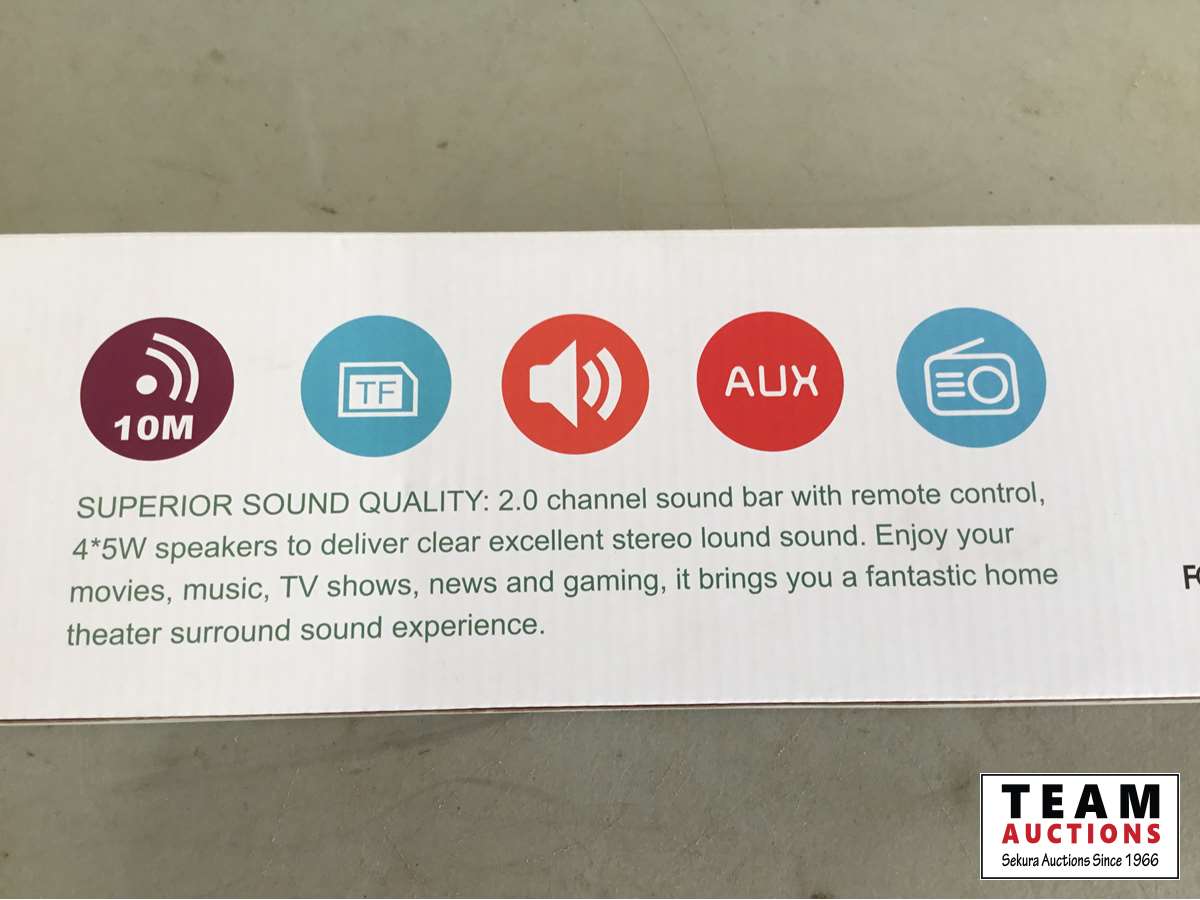 10M
TF
AUX
SUPERIOR SOUND QUALITY: 2.0 channel sound bar with remote control,
4*5W speakers to deliver clear excellent stereo lound sound. Enjoy your
movies, music, TV shows, news and gaming, it brings you a fantastic home
theater surround sound experience.
TEAM
AUCTIONS
Sekura Auctions Since 1966